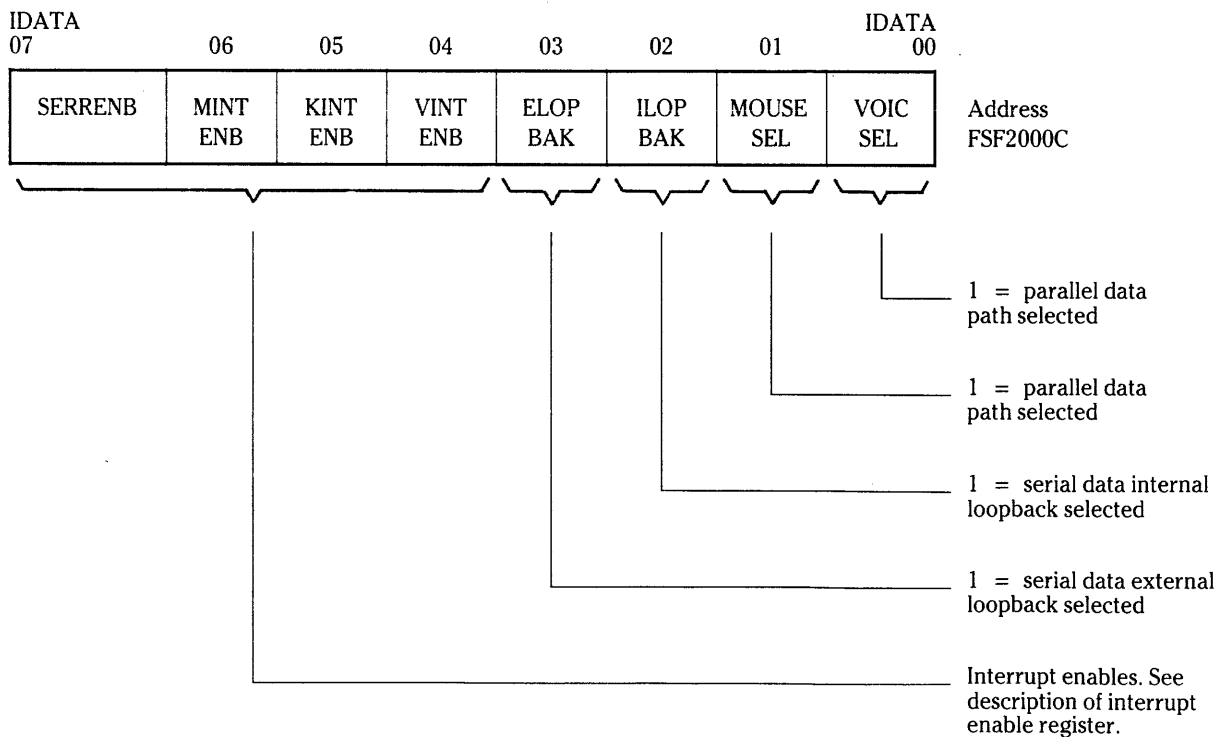 IDATA IDATA
07 06 05 04 03 02 01 00
SERRENB MINT ENB KINT ENB VINT ENB ELOP BAK ILOP BAK MOUSE SEL VOIC SEL
Address
FSF2000C
1 = parallel data
path selected
1 = parallel data
path selected
1 = serial data internal
loopback selected
1 = serial data external
loopback selected
Interrupt enables. See
description of interrupt
enable register.